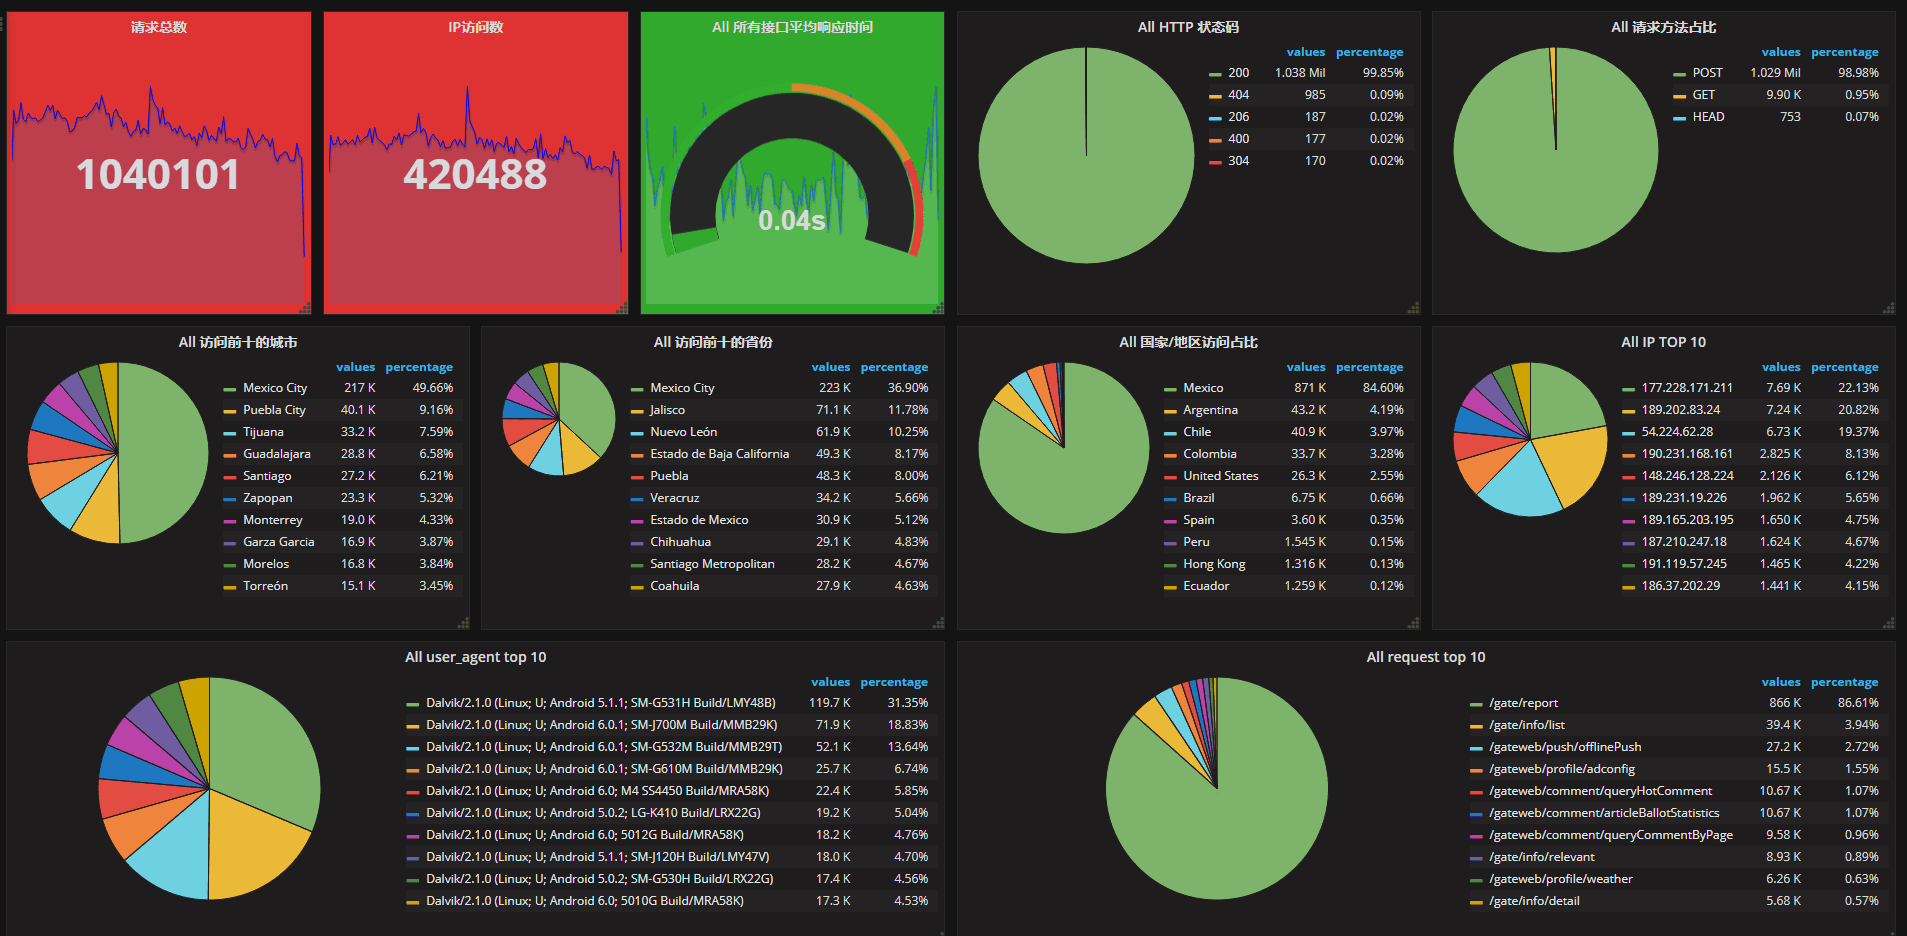 请求总数
1040101
IP访问数
420488
All 所有接口平均响应时间
0.04s
All HTTP 状态码
values percentage
200 1.038 Mil 99.85%
404 985 0.09%
206 187 0.02%
400 177 0.02%
304 170 0.02%
All 请求方法占比
values percentage
POST 1.029 Mil 98.98%
GET 9.90 K 0.95%
HEAD 753 0.07%
All 访问前十的城市
values percentage
Mexico City 217 K 49.66%
Puebla City 40.1 K 9.16%
Tijuana 33.2 K 7.59%
Guadalajara 28.8 K 6.58%
Santiago 27.2 K 6.21%
Zapopan 23.3 K 5.32%
Monterrey 19.0 K 4.33%
Garza Garcia 16.9 K 3.87%
Morelos 16.8 K 3.84%
Torreón 15.1 K 3.45%
All 访问前十的省份
values percentage
Mexico City 223 K 36.90%
Jalisco 71.1 K 11.78%
Nuevo León 61.9 K 10.25%
Estado de Baja California 49.3 K 8.17%
Puebla 48.3 K 8.00%
Veracruz 34.2 K 5.66%
Estado de Mexico 30.9 K 5.12%
Chihuahua 29.1 K 4.83%
Santiago Metropolitan 28.2 K 4.67%
Coahuila 27.9 K 4.63%
All 国家/地区访问占比
values percentage
Mexico 871 K 84.60%
Argentina 43.2 K 4.19%
Chile 40.9 K 3.97%
Colombia 33.7 K 3.28%
United States 26.3 K 2.55%
Brazil 6.75 K 0.66%
Spain 3.60 K 0.35%
Peru 1.545 K 0.15%
Hong Kong 1.316 K 0.13%
Ecuador 1.259 K 0.12%
All IP TOP 10
values percentage
177.228.171.211 7.69 K 22.13%
189.202.83.24 7.24 K 20.82%
54.224.62.28 6.73 K 19.37%
190.231.168.161 2.825 K 8.13%
148.246.128.224 2.126 K 6.12%
189.231.19.226 1.962 K 5.65%
189.165.203.195 1.650 K 4.75%
187.210.247.18 1.624 K 4.67%
191.119.57.245 1.465 K 4.22%
186.37.202.29 1.441 K 4.15%
All user_agent top 10
values percentage
Dalvik/2.1.0 (Linux; U; Android 5.1.1; SM-G531H Build/LMY48B) 119.7 K 31.35%
Dalvik/2.1.0 (Linux; U; Android 6.0.1; SM-J700M Build/MMB29K) 71.9 K 18.83%
Dalvik/2.1.0 (Linux; U; Android 6.0.1; SM-G532M Build/MMB29T) 52.1 K 13.64%
Dalvik/2.1.0 (Linux; U; Android 6.0.1; SM-G610M Build/MMB29K) 25.7 K 6.74%
Dalvik/2.1.0 (Linux; U; Android 6.0; M4 SS4450 Build/MRA58K) 22.4 K 5.85%
Dalvik/2.1.0 (Linux; U; Android 5.0.2; LG-K410 Build/LRX22G) 19.2 K 5.04%
Dalvik/2.1.0 (Linux; U; Android 6.0; 5012G Build/MRA58K) 18.2 K 4.76%
Dalvik/2.1.0 (Linux; U; Android 5.1.1; SM-J120H Build/LMY47V) 18.0 K 4.70%
Dalvik/2.1.0 (Linux; U; Android 5.0.2; SM-G530H Build/LRX22G) 17.4 K 4.56%
Dalvik/2.1.0 (Linux; U; Android 6.0; 5010G Build/MRA58K) 17.3 K 4.53%
All request top 10
values percentage
/gate/report 866 K 86.61%
/gate/info/list 39.4 K 3.94%
/gateweb/push/offlinePush 27.2 K 2.72%
/gateweb/profile/adconfig 15.5 K 1.55%
/gateweb/comment/queryHotComment 10.67 K 1.07%
/gateweb/comment/articleBallotStatistics 10.67 K 1.07%
/gateweb/comment/queryCommentByPage 9.58 K 0.96%
/gate/info/relevant 8.93 K 0.89%
/gateweb/profile/weather 6.26 K 0.63%
/gate/info/detail 5.68 K 0.57%